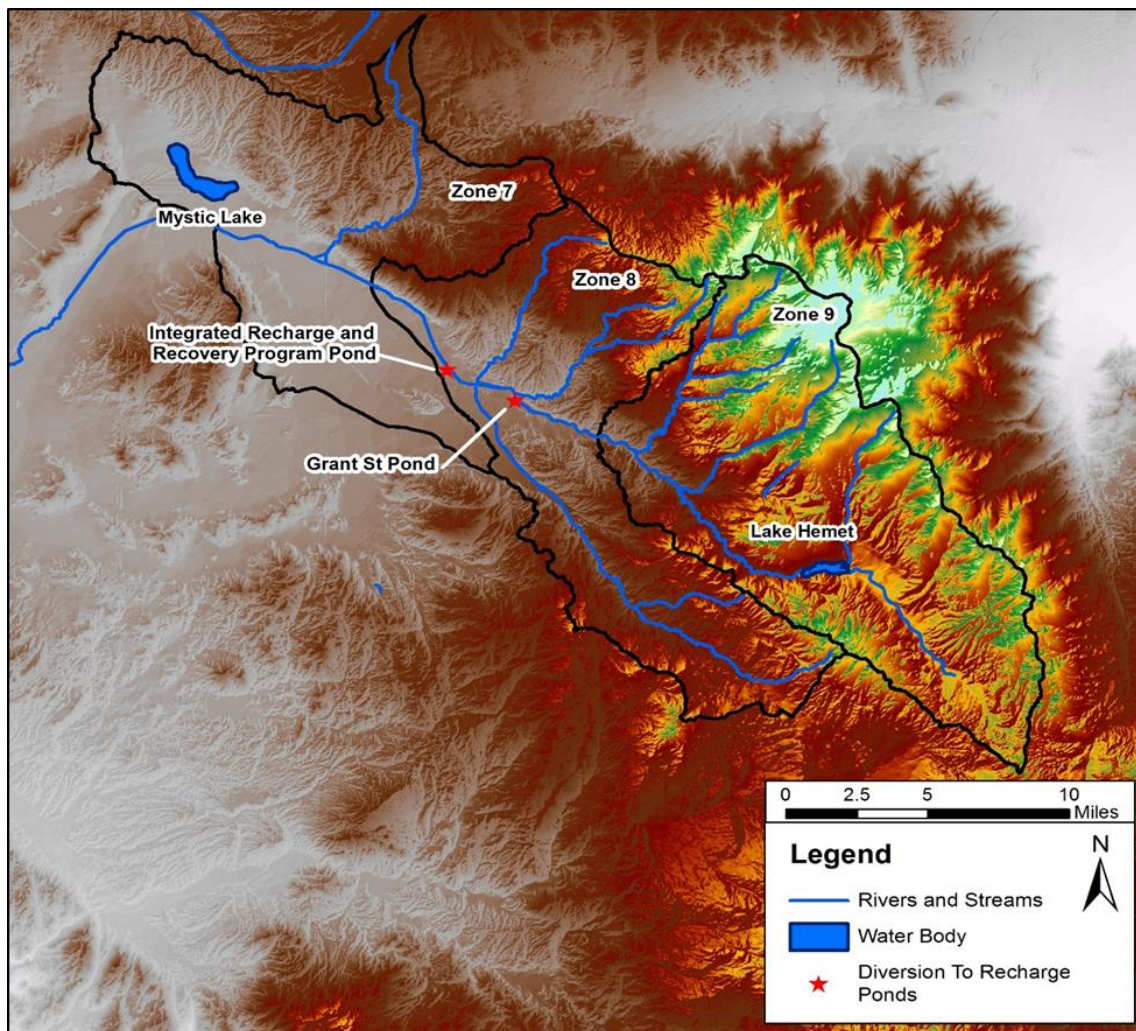 Zone 7
Mystic Lake
Zone 8
Zone 9
Integrated Recharge and
Recovery Program Pond
Grant St Pond
Lake Hemet
0 2.5 5 10
Miles
Legend
N
Rivers and Streams
Water Body
Diversion To Recharge
Ponds